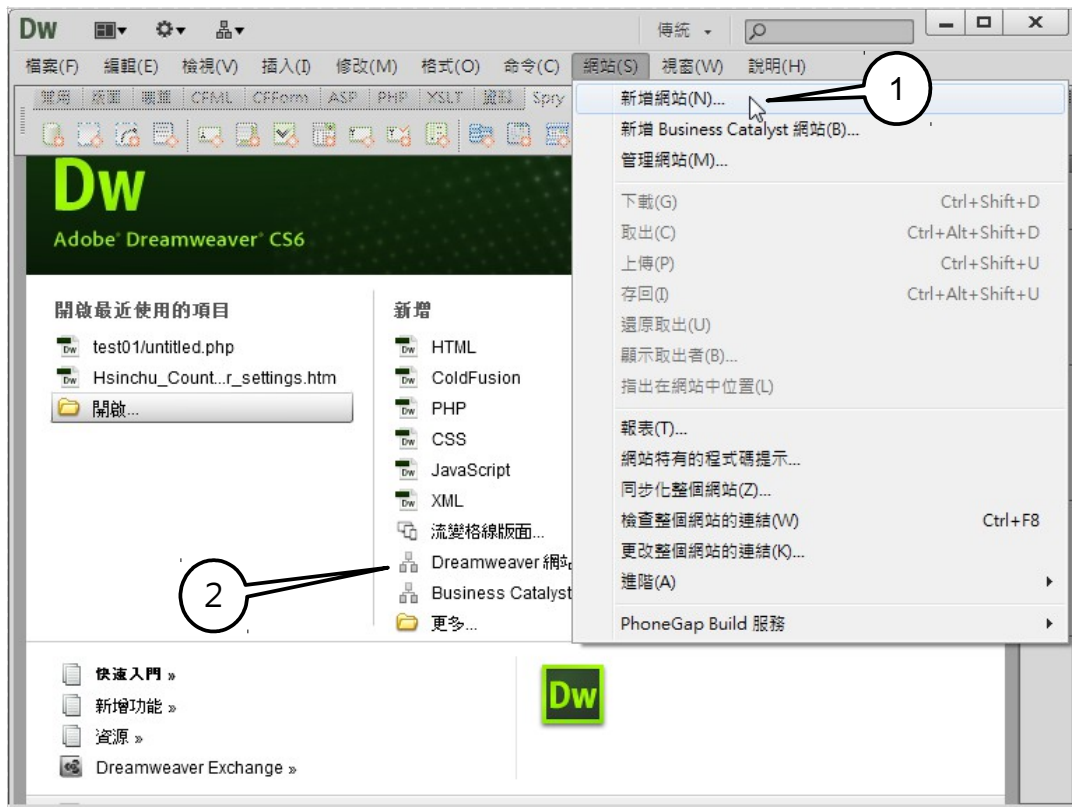 Dw
傳統
檔案(F) 編輯(E) 檢視(V) 插入(I) 修改(M) 格式(O) 命令(C) 網站(S) 視窗(W) 說明(H)
常用 版面 CFML CFForm ASP PHP XSLT 資料 Spry
1
新增網站(N)...
新增 Business Catalyst 網站(B)...
管理網站(M)...
下載(G) Ctrl+Shift+D
取出(C) Ctrl+Alt+Shift+D
上傳(P) Ctrl+Shift+U
存回(I) Ctrl+Alt+Shift+U
還原取出(U)
顯示取出者(B)...
指出在網站中位置(L)
報表(T)...
網站特有的程式碼提示...
同步化整個網站(Z)...
檢查整個網站的連結(W) Ctrl+F8
更改整個網站的連結(K)...
進階(A)
PhoneGap Build 服務
Dw
Adobe® Dreamweaver® CS6
開啟最近使用的項目
test01/untitled.php
Hsinchu_Count...r_settings.htm
開啟...
新增
HTML
ColdFusion
PHP
CSS
JavaScript
XML
流變格線版面...
Dreamweaver 網站
Business Catalyst
更多...
2
快速入門 »
新增功能 »
資源 »
Dreamweaver Exchange »
Dw